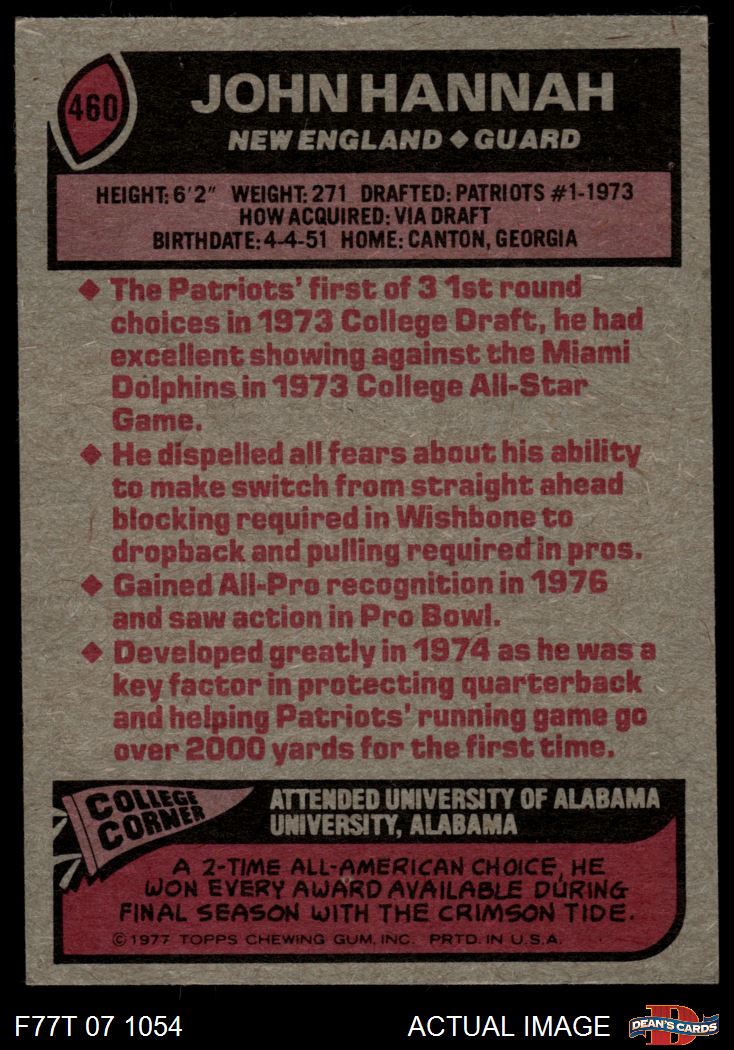 460
JOHN HANNAH
NEW ENGLAND ◆ GUARD
HEIGHT: 6'2" WEIGHT: 271 DRAFTED: PATRIOTS #1-1973
HOW ACQUIRED: VIA DRAFT
BIRTHDATE: 4-4-51 HOME: CANTON, GEORGIA
◆ The Patriots' first of 3 1st round
choices in 1973 College Draft, he had
excellent showing against the Miami
Dolphins in 1973 College All-Star
Game.
◆ He dispelled all fears about his ability
to make switch from straight ahead
blocking required in Wishbone to
dropback and pulling required in pros.
◆ Gained All-Pro recognition in 1976
and saw action in Pro Bowl.
◆ Developed greatly in 1974 as he was a
key factor in protecting quarterback
and helping Patriots' running game go
over 2000 yards for the first time.
COLLEGE
CORNER
ATTENDED UNIVERSITY OF ALABAMA
UNIVERSITY, ALABAMA
A 2-TIME ALL-AMERICAN CHOICE, HE
WON EVERY AWARD AVAILABLE DURING
FINAL SEASON WITH THE CRIMSON TIDE.
©1977 TOPPS CHEWING GUM, INC. PRTD. IN U.S.A.
F77T 07 1054
ACTUAL IMAGE
D
DEAN'S CARDS